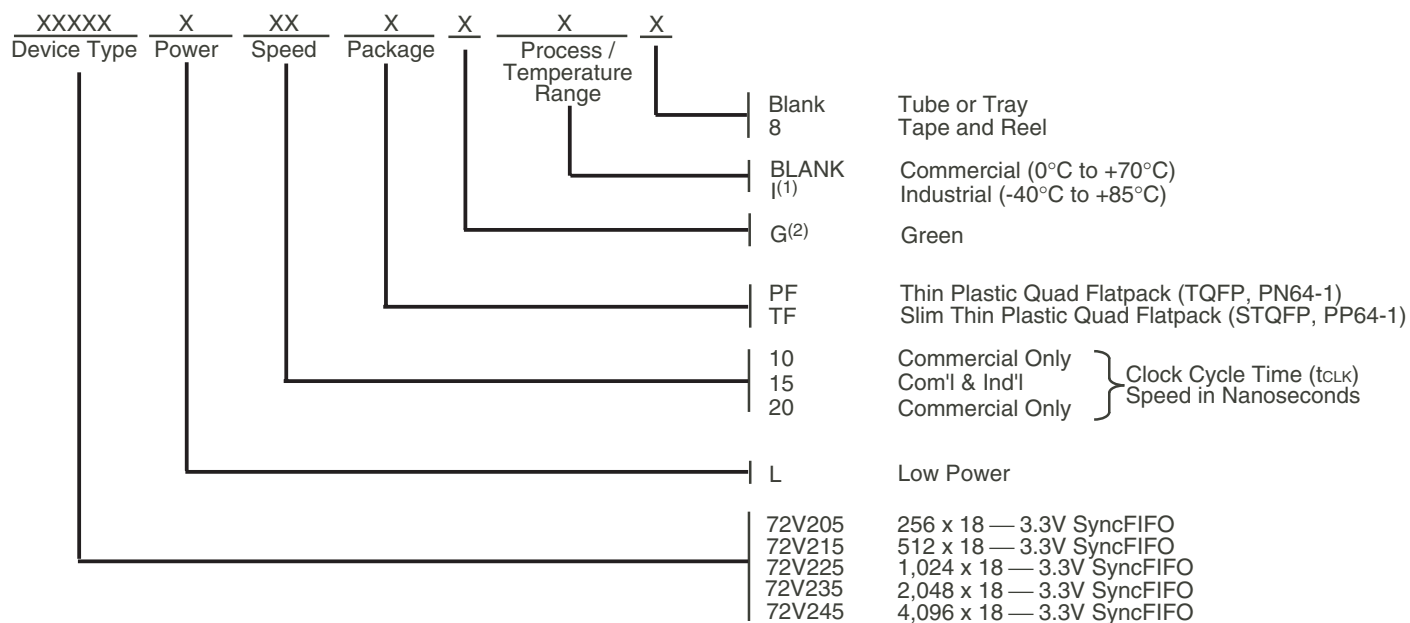 XXXXX X XX X X X X
Device Type Power Speed Package Process /
Temperature
Range
Blank Tube or Tray
8 Tape and Reel
BLANK Commercial (0°C to +70°C)
I(1) Industrial (-40°C to +85°C)
G(2) Green
PF Thin Plastic Quad Flatpack (TQFP, PN64-1)
TF Slim Thin Plastic Quad Flatpack (STQFP, PP64-1)
10 Commercial Only
15 Com'l & Ind'l
20 Commercial Only
Clock Cycle Time (tCLK)
Speed in Nanoseconds
L Low Power
72V205 256 x 18 — 3.3V SyncFIFO
72V215 512 x 18 — 3.3V SyncFIFO
72V225 1,024 x 18 — 3.3V SyncFIFO
72V235 2,048 x 18 — 3.3V SyncFIFO
72V245 4,096 x 18 — 3.3V SyncFIFO